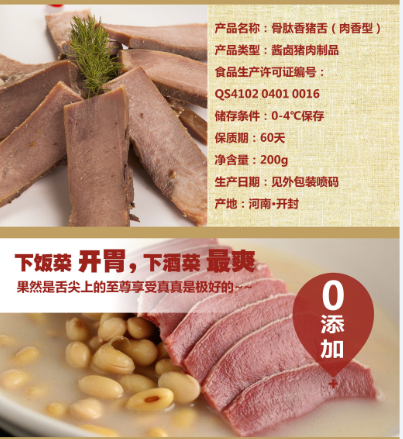 产品名称：骨肽香猪舌（肉香型）
产品类型：酱卤猪肉制品
食品生产许可证编号：
QS4102 0401 0016
储存条件：0-4℃保存
保质期：60天
净含量：200g
生产日期：见外包装喷码
产地：河南·开封
下饭菜 开胃，下酒菜 最爽
果然是舌尖上的至尊享受真真是极好的~~
0
添
加
+